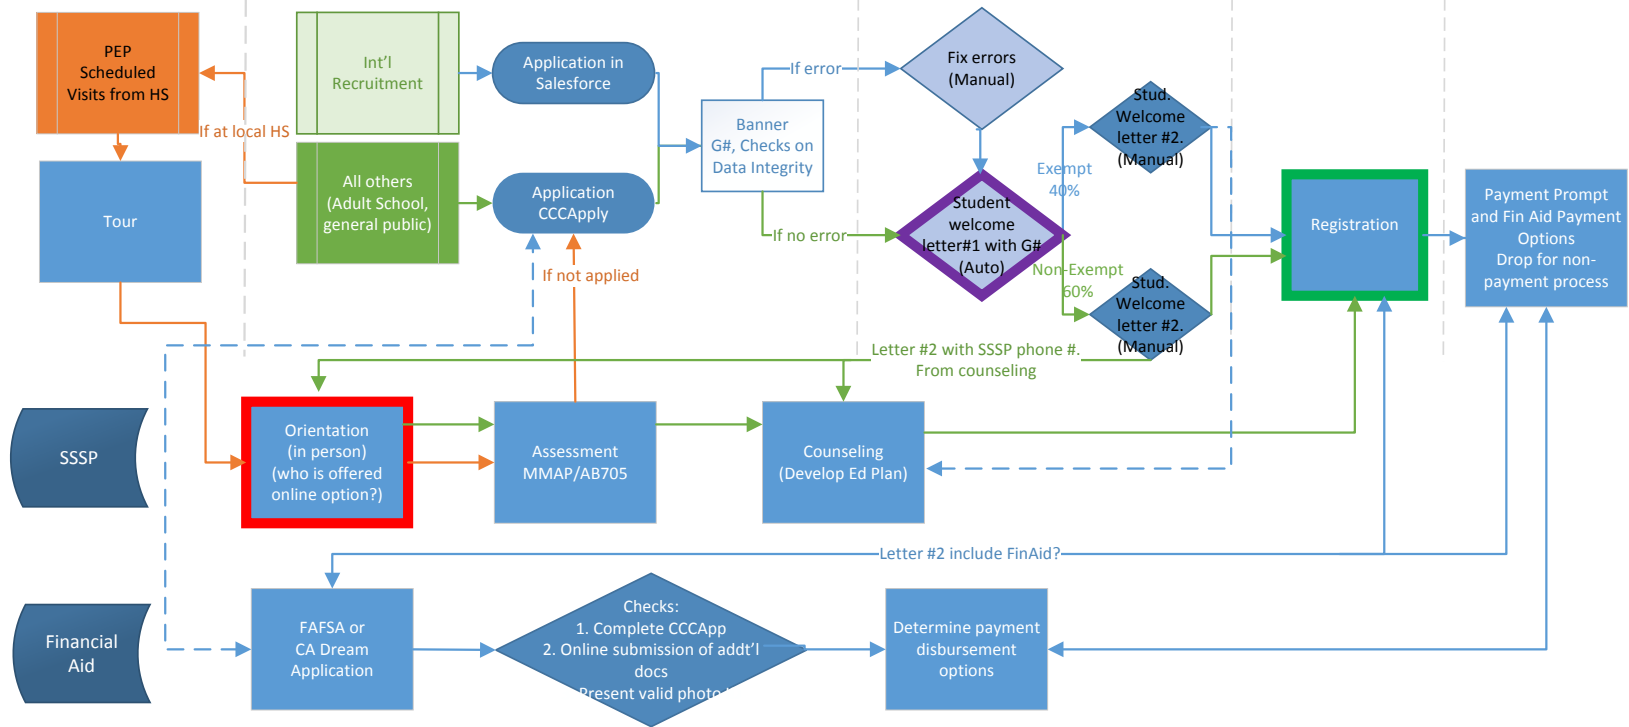 PEP
Scheduled
Visits from HS
Int'l
Recruitment
Application in
Salesforce
If error
Fix errors
(Manual)
Stud.
Welcome
letter #2.
(Manual)
If at local HS
Banner
G#, Checks on
Data Integrity
Tour
All others
(Adult School,
general public)
Application
CCCApply
If no error
Student
welcome
letter#1 with G#
(Auto)
Exempt
40%
Non-Exempt
60%
Stud.
Welcome
letter #2.
(Manual)
Registration
Payment Prompt
and Fin Aid Payment
Options
Drop for non-
payment process
If not applied
Letter #2 with SSSP phone #.
From counseling
SSSP
Orientation
(in person)
(who is offered
online option?)
Assessment
MMAP/AB705
Counseling
(Develop Ed Plan)
Letter #2 include FinAid?
Financial
Aid
FAFSA or
CA Dream
Application
Checks:
1. Complete CCCApp
2. Online submission of addt'l
docs
Present valid photo
Determine payment
disbursement
options